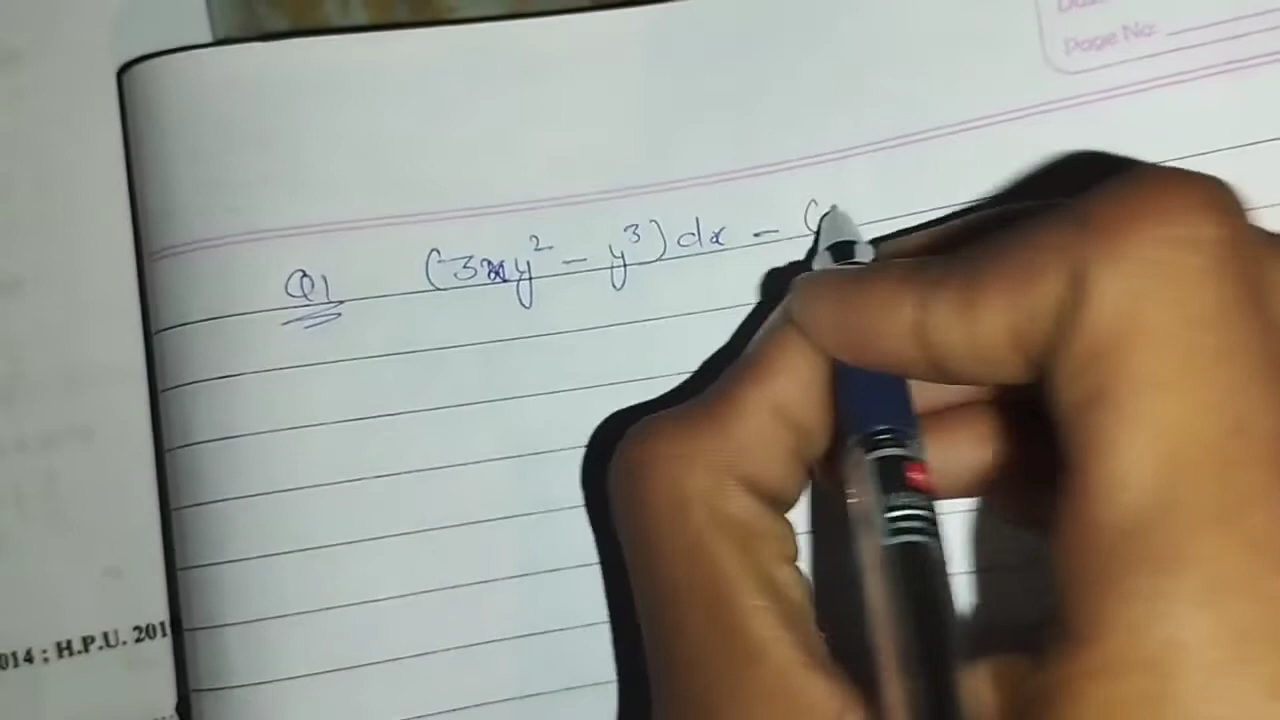 Page No:
Q1 (3xy² - y³) dx - (
014 ; H.P.U. 201